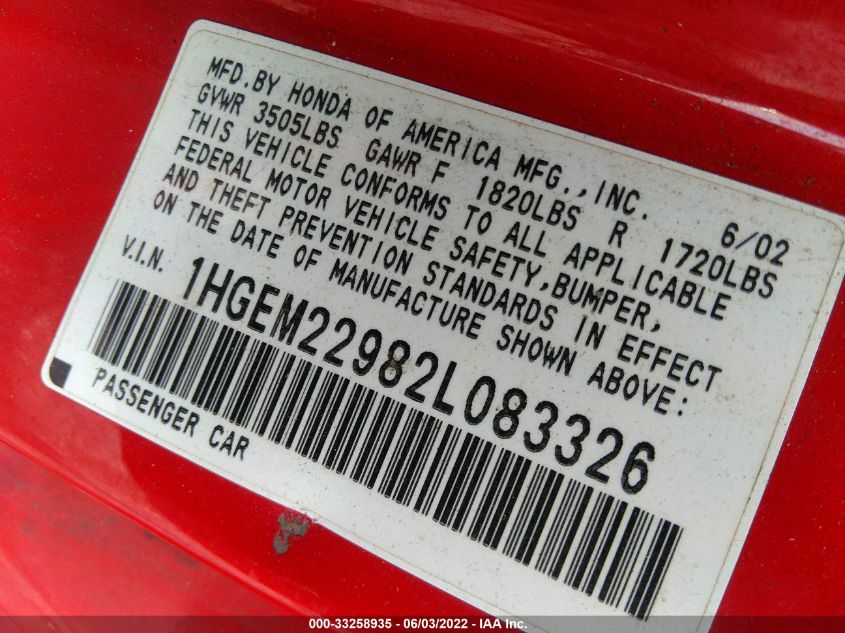 MFD.BY HONDA OF AMERICA MFG.,INC. 6/02
GVWR 3505LBS GAWR F 1820LBS R 1720LBS
THIS VEHICLE CONFORMS TO ALL APPLICABLE
FEDERAL MOTOR VEHICLE SAFETY,BUMPER,
AND THEFT PREVENTION STANDARDS IN EFFECT
ON THE DATE OF MANUFACTURE SHOWN ABOVE:
V.I.N. 1HGEM22982L083326
PASSENGER CAR
000-33258935 - 06/03/2022 - IAA Inc.